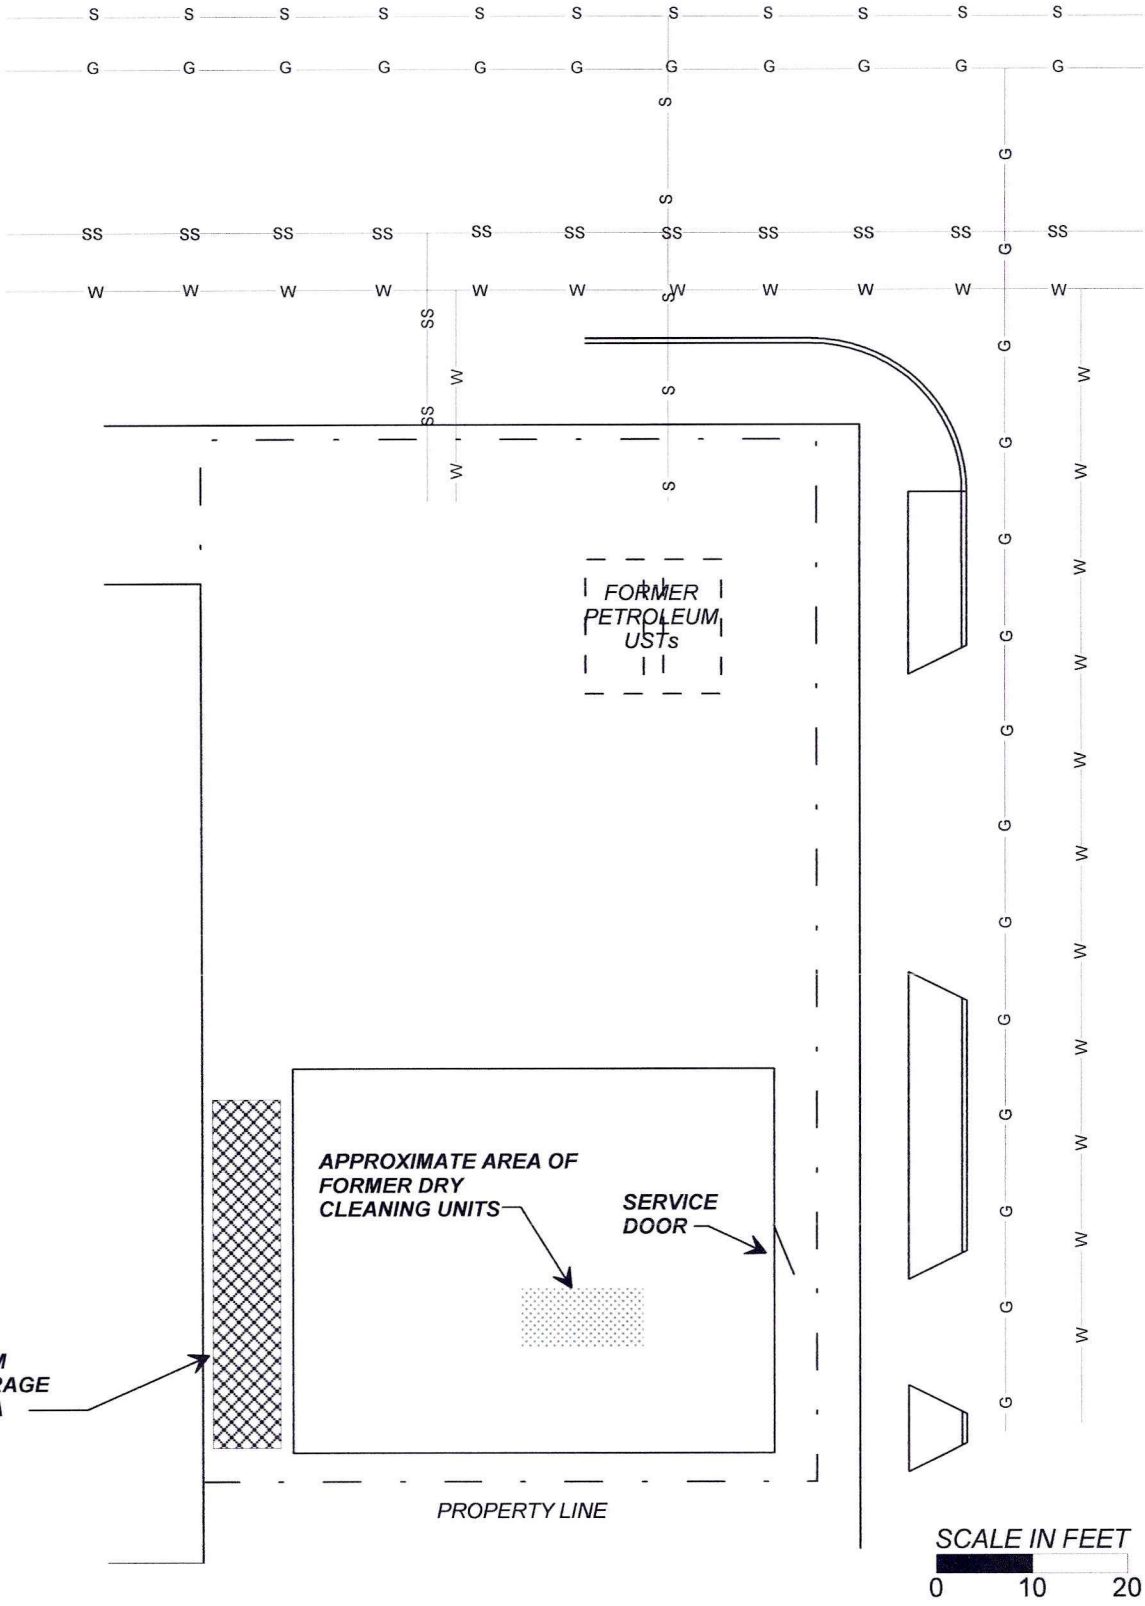 S S S S S S S S S S S
G G G G G G G G G G G
S
G
S
SS SS SS SS SS SS SS SS SS SS SS
G
W W W W W W W W W W W
S
SS
G
W
W
S
SS
G
W
W
S
G
W
FORMER
PETROLEUM
USTs
G
W
G
W
G
W
G
W
G
W
G
W
G
W
G
W
G
W
G
APPROXIMATE AREA OF
FORMER DRY
CLEANING UNITS
SERVICE
DOOR
PROPERTY LINE
SCALE IN FEET
0 10 20